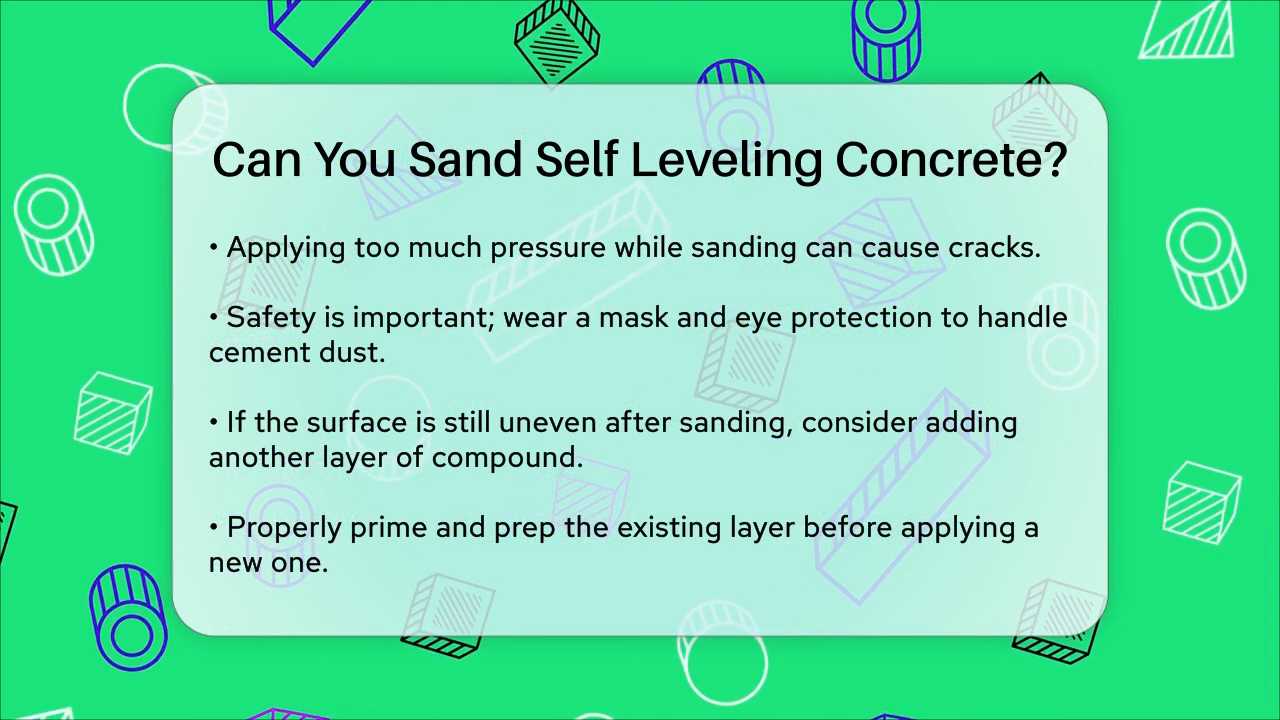 Can You Sand Self Leveling Concrete?
• Applying too much pressure while sanding can cause cracks.
• Safety is important; wear a mask and eye protection to handle
cement dust.
• If the surface is still uneven after sanding, consider adding
another layer of compound.
• Properly prime and prep the existing layer before applying a
new one.